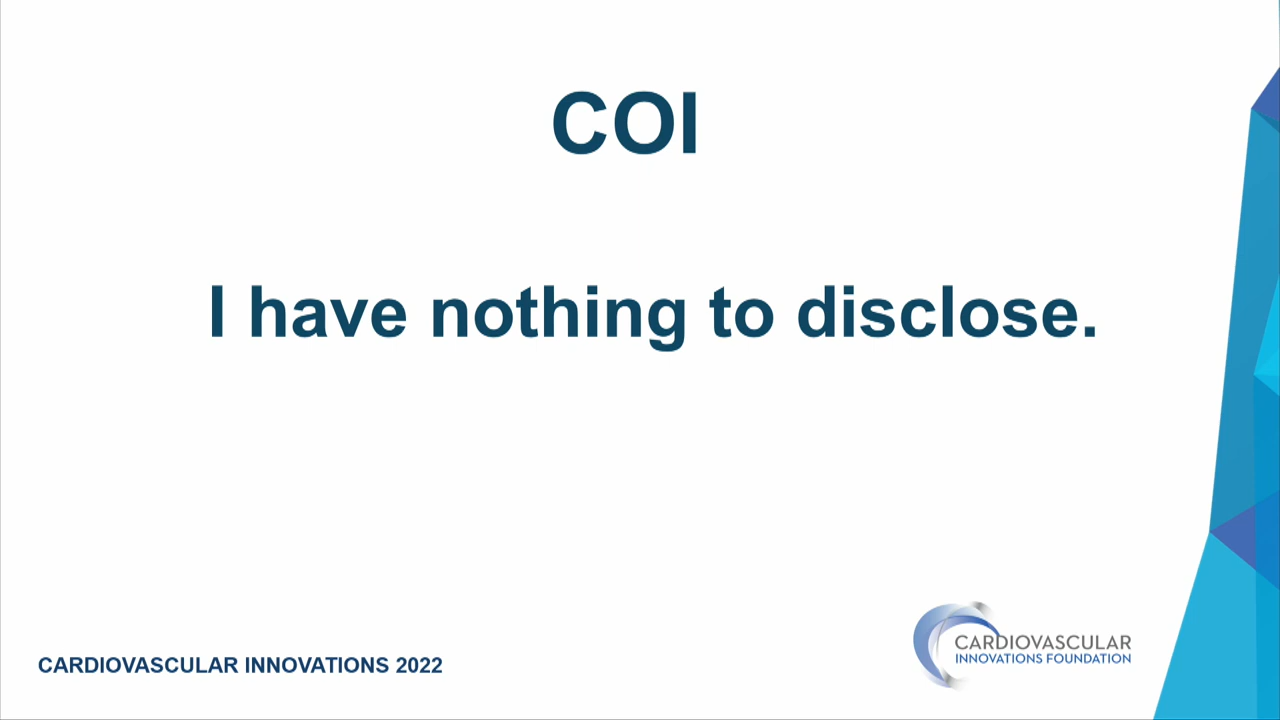 COI
I have nothing to disclose.
CARDIOVASCULAR INNOVATIONS 2022
CARDIOVASCULAR
INNOVATIONS FOUNDATION